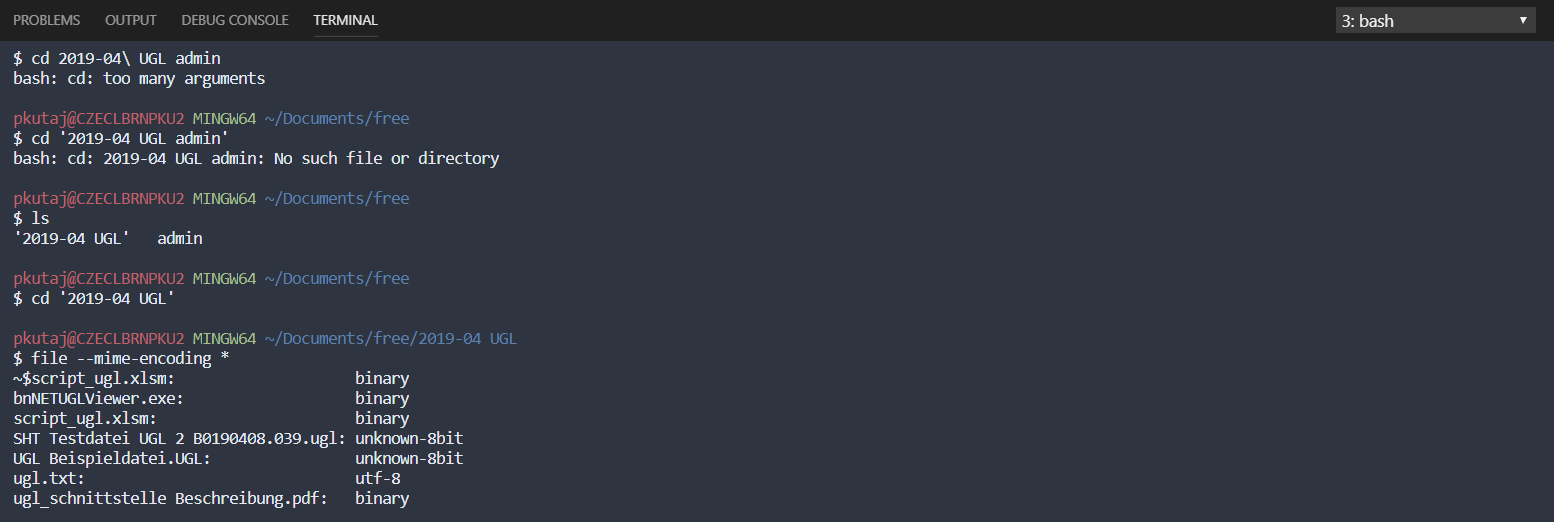 PROBLEMS OUTPUT DEBUG CONSOLE TERMINAL 3: bash
$ cd 2019-04\ UGL admin
bash: cd: too many arguments
pkutaj@CZECLBRNPKU2 MINGW64 ~/Documents/free
$ cd '2019-04 UGL admin'
bash: cd: 2019-04 UGL admin: No such file or directory
pkutaj@CZECLBRNPKU2 MINGW64 ~/Documents/free
$ ls
'2019-04 UGL'   admin
pkutaj@CZECLBRNPKU2 MINGW64 ~/Documents/free
$ cd '2019-04 UGL'
pkutaj@CZECLBRNPKU2 MINGW64 ~/Documents/free/2019-04 UGL
$ file --mime-encoding *
~$script_ugl.xlsm:                    binary
bnNETUGLViewer.exe:                   binary
script_ugl.xlsm:                      binary
SHT Testdatei UGL 2 B0190408.039.ugl: unknown-8bit
UGL Beispieldatei.UGL:                unknown-8bit
ugl.txt:                              utf-8
ugl_schnittstelle Beschreibung.pdf:   binary